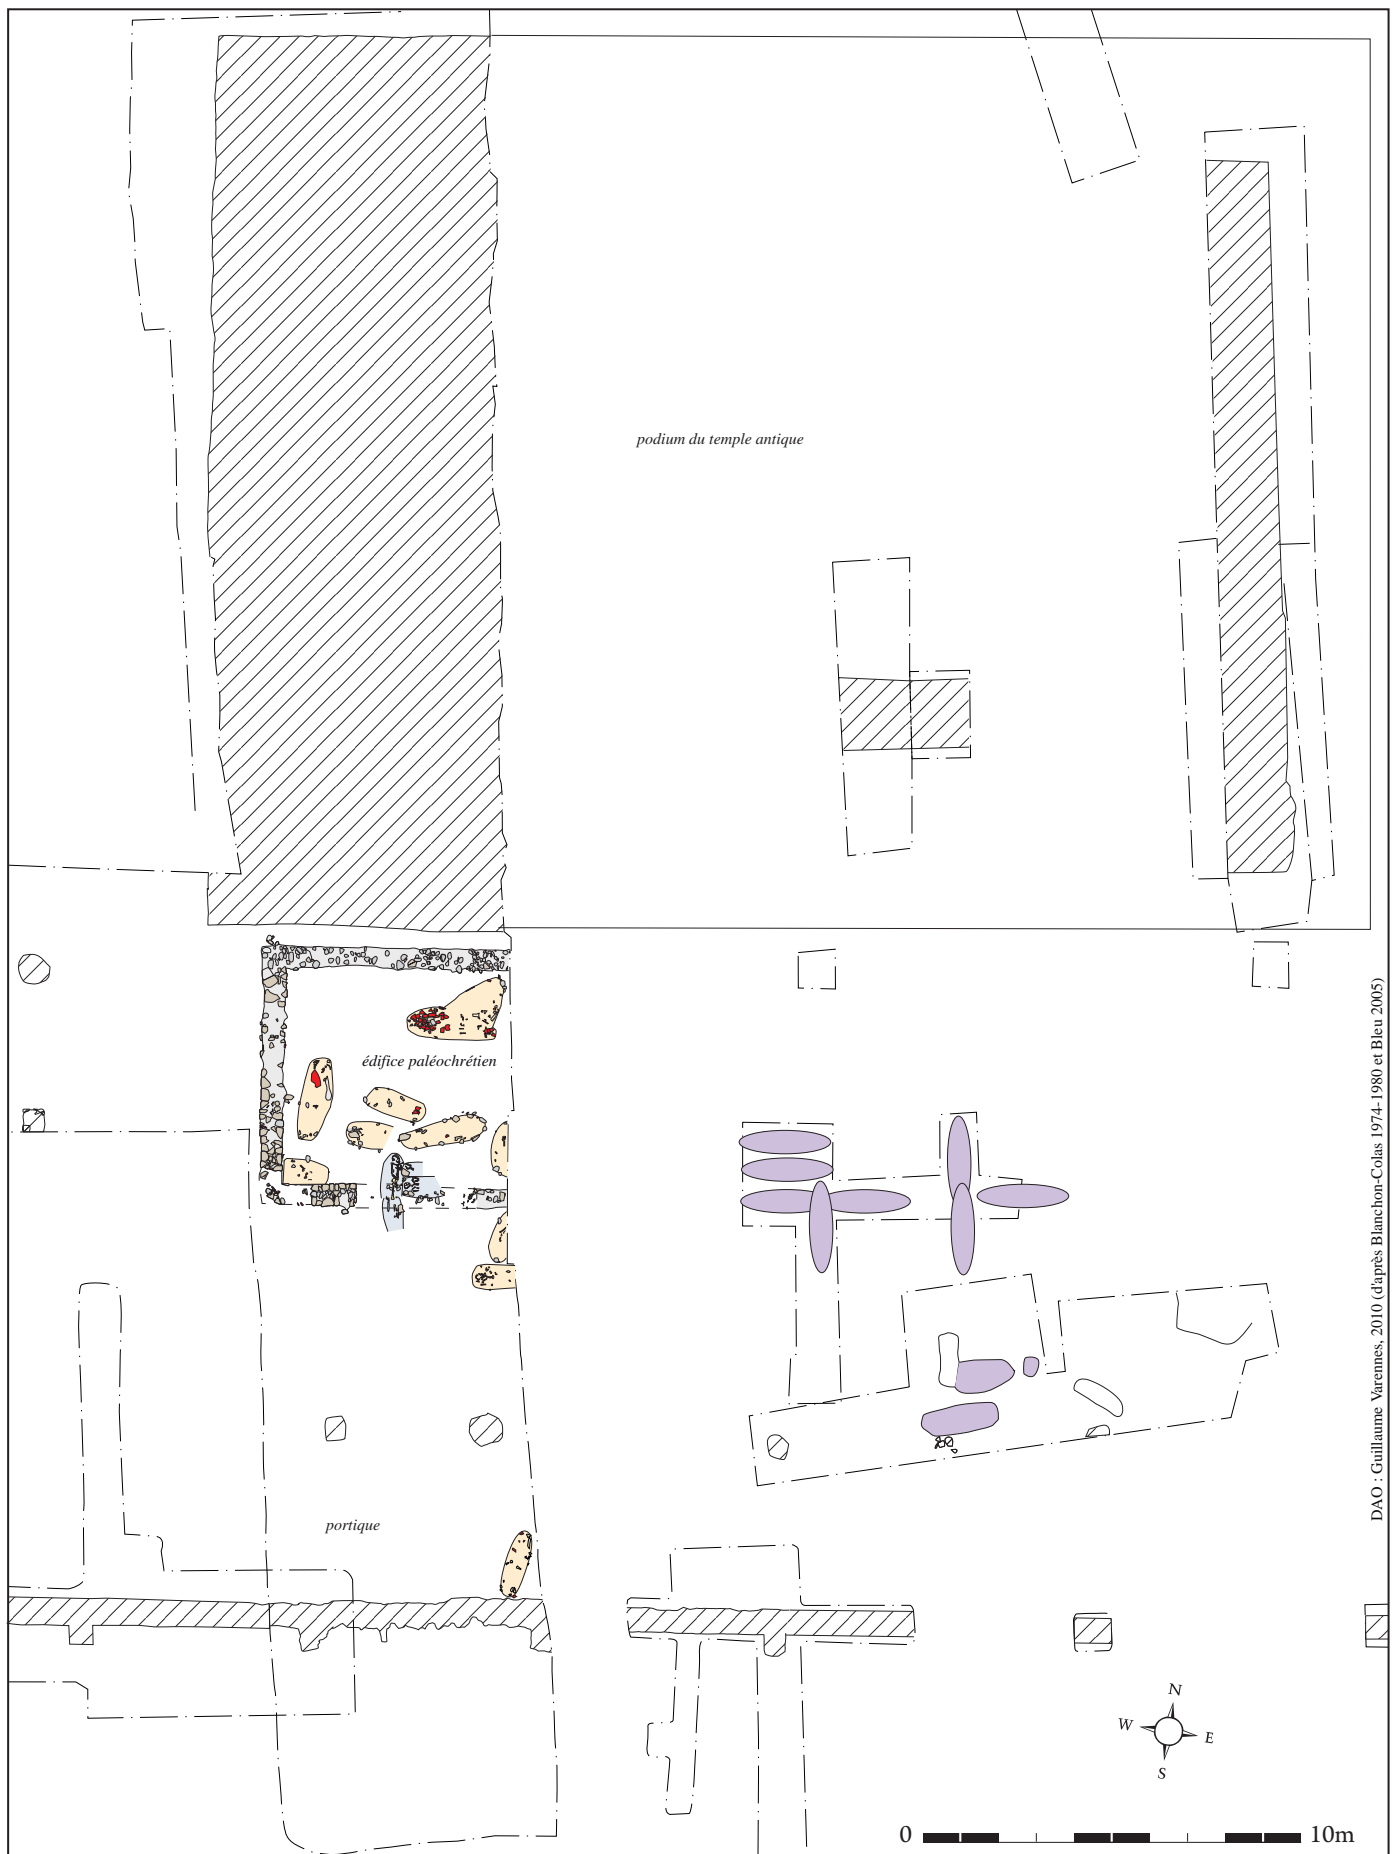 podium du temple antique
édifice paléochrétien
portique
DAO : Guillaume Varennes, 2010 (d'après Blanchon-Colas 1974-1980 et Bleu 2005)
N
W
E
S
0
10m